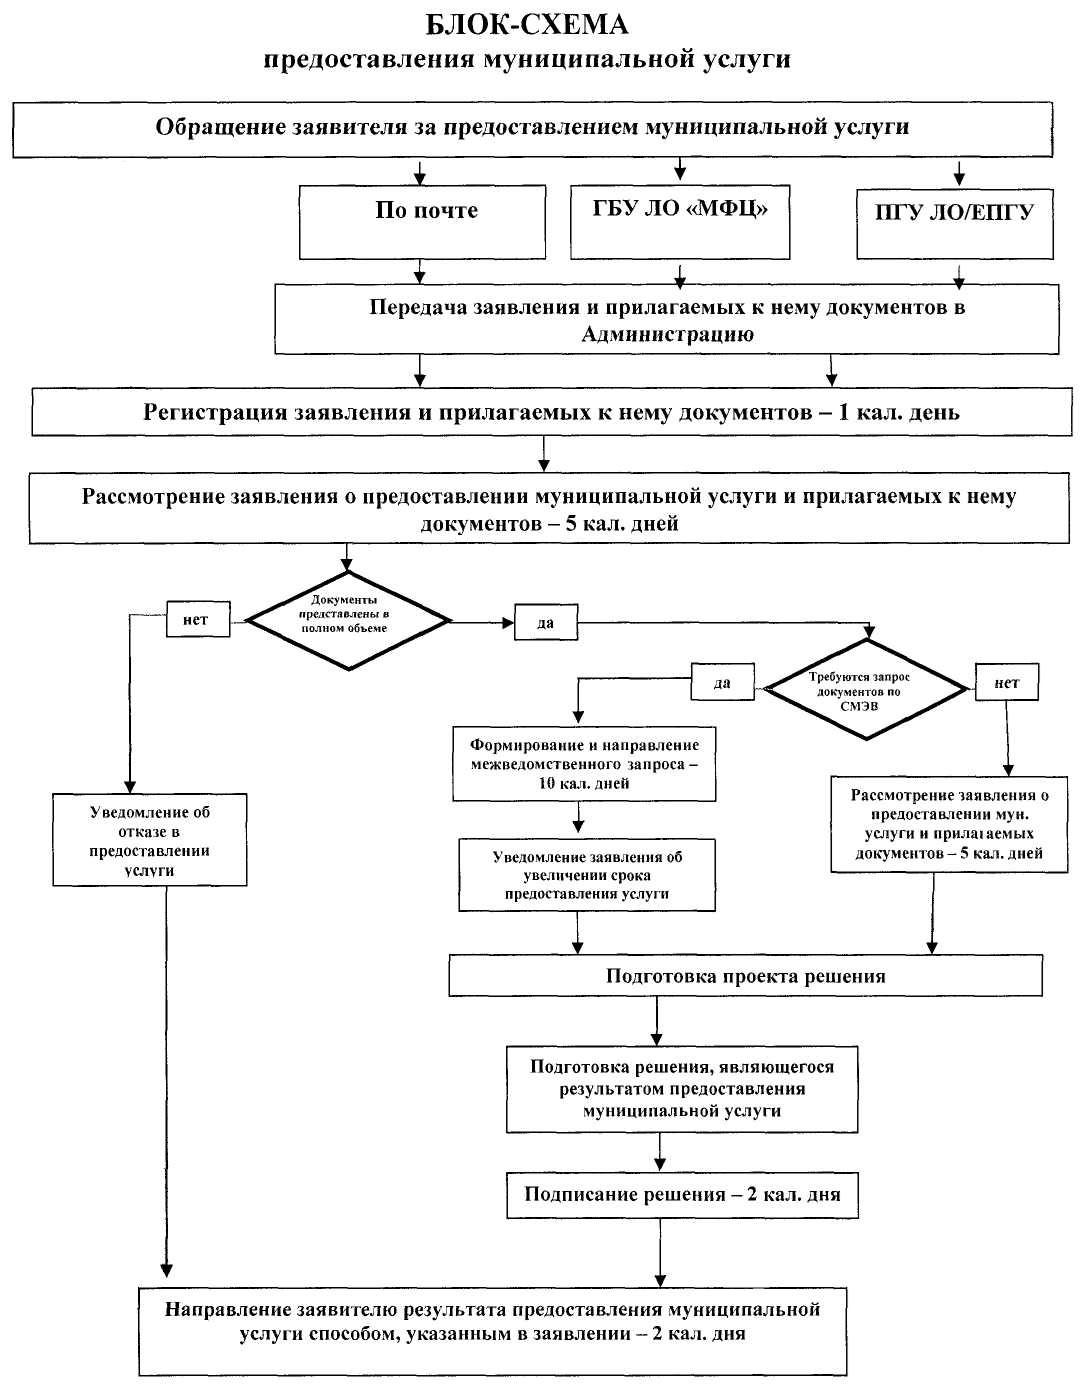 БЛОК-СХЕМА
предоставления муниципальной услуги
Обращение заявителя за предоставлением муниципальной услуги
По почте
ГБУ ЛО «МФЦ»
ПГУ ЛО/ЕПГУ
Передача заявления и прилагаемых к нему документов в
Администрацию
Регистрация заявления и прилагаемых к нему документов – 1 кал. день
Рассмотрение заявления о предоставлении муниципальной услуги и прилагаемых к нему
документов – 5 кал. дней
Документы
представлены в
полном объеме
нет
да
Требуются запрос
документов по
СМЭВ
да
нет
Формирование и направление
межведомственного запроса –
10 кал. дней
Рассмотрение заявления о
предоставлении мун.
услуги и прилагаемых
документов – 5 кал. дней
Уведомление об
отказе в
предоставлении
услуги
Уведомление заявления об
увеличении срока
предоставления услуги
Подготовка проекта решения
Подготовка решения, являющегося
результатом предоставления
муниципальной услуги
Подписание решения – 2 кал. дня
Направление заявителю результата предоставления муниципальной
услуги способом, указанным в заявлении – 2 кал. дня